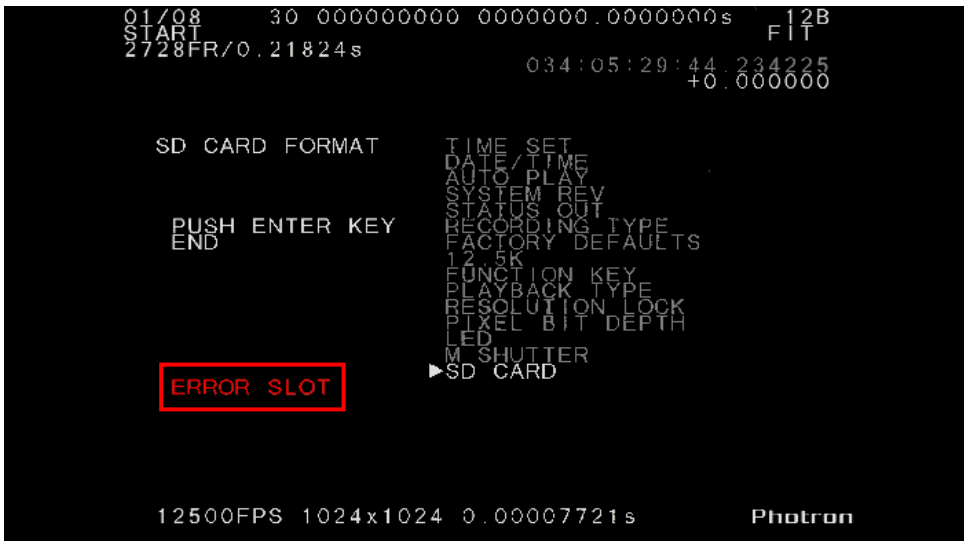 01/08 30 000000000 0000000.0000000s 12B
START FIT
2728FR/0.21824s
034:05:29:44.234225
+0.000000
SD CARD FORMAT
PUSH ENTER KEY
END
ERROR SLOT
TIME SET
DATE/TIME
AUTO PLAY
SYSTEM REV
STATUS OUT
RECORDING TYPE
FACTORY DEFAULTS
12.5K
FUNCTION KEY
PLAYBACK TYPE
RESOLUTION LOCK
PIXEL BIT DEPTH
LED
M SHUTTER
▶SD CARD
12500FPS 1024x1024 0.00007721s Photron